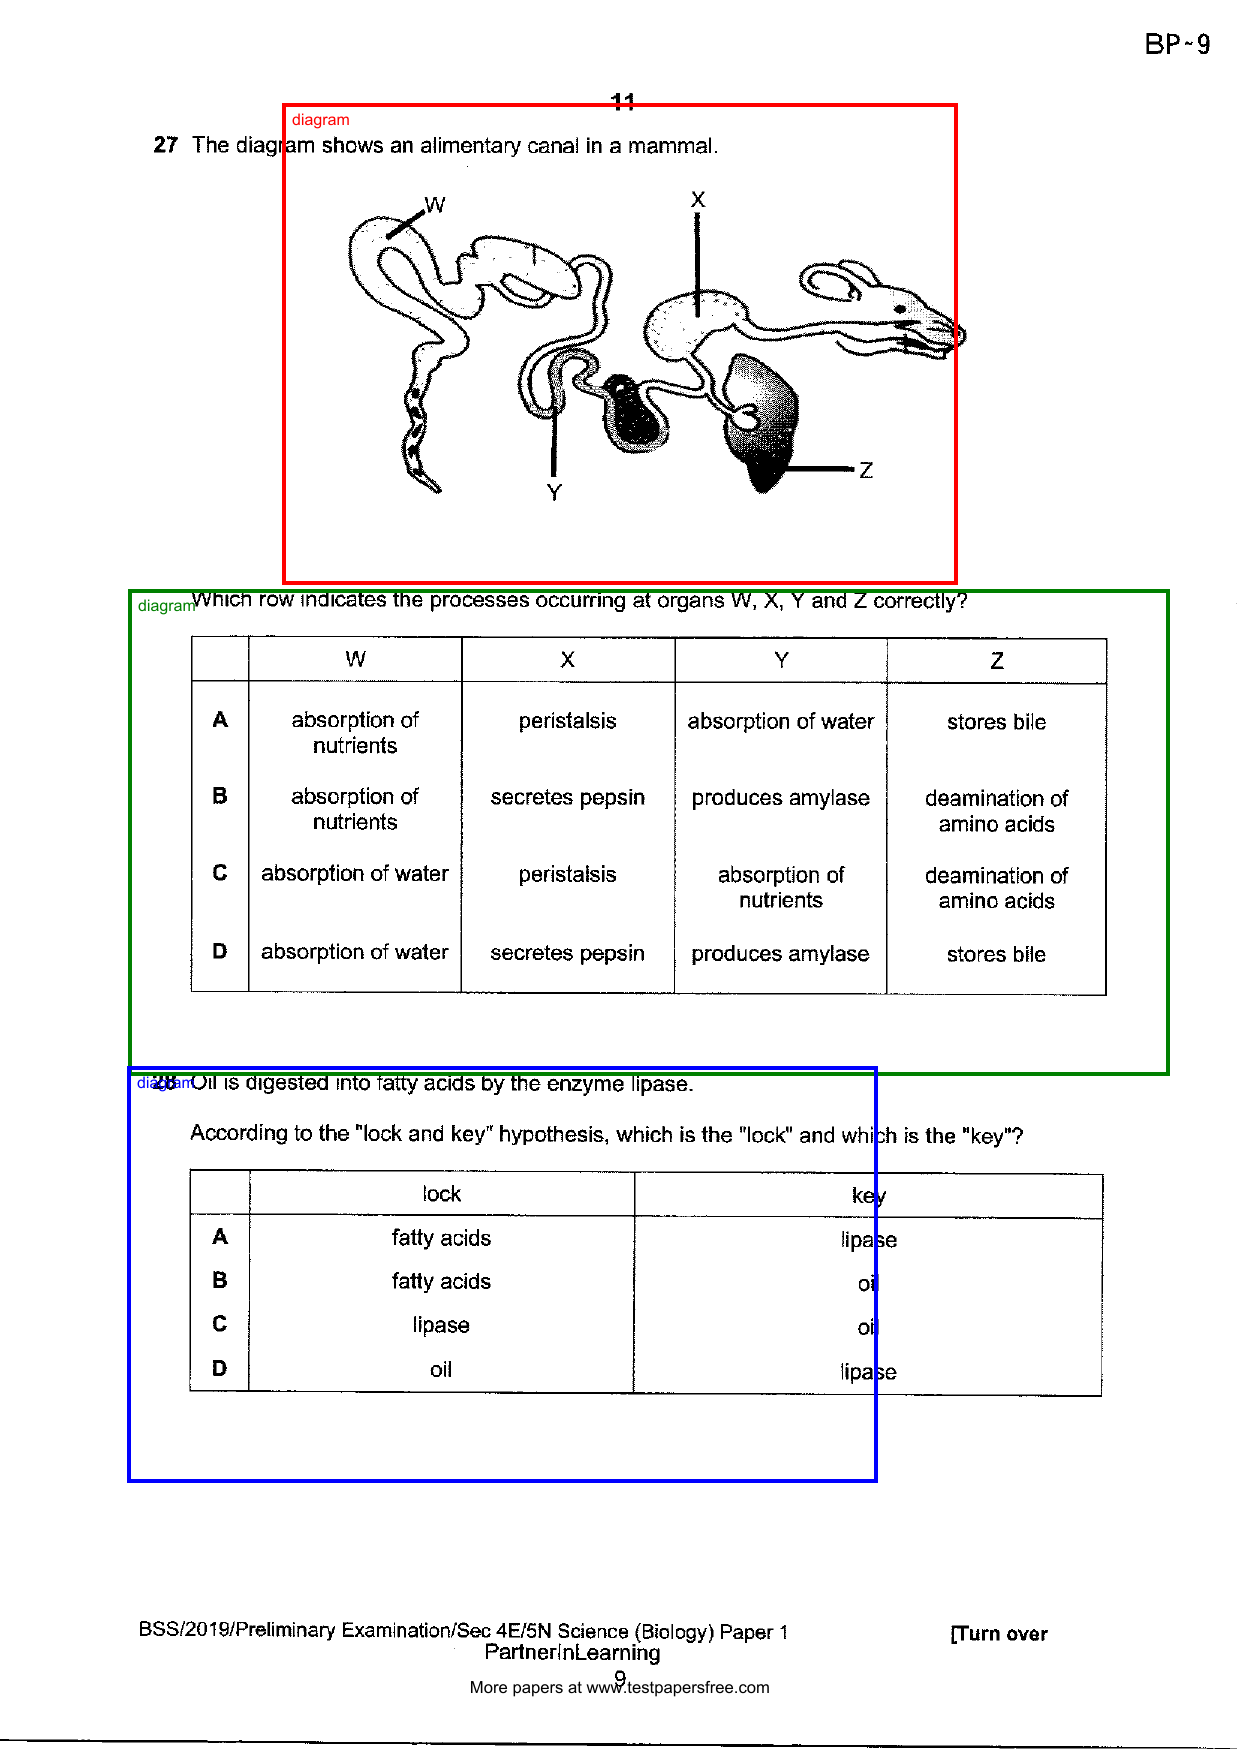 BP-9
11
diagram
27 The diagram shows an alimentary canal in a mammal.
W
X
Y
Z
diagram
Which row indicates the processes occurring at organs W, X, Y and Z correctly?
W X Y Z
A absorption of nutrients peristalsis absorption of water stores bile
B absorption of nutrients secretes pepsin produces amylase deamination of amino acids
C absorption of water peristalsis absorption of nutrients deamination of amino acids
D absorption of water secretes pepsin produces amylase stores bile
diagram
28 Oil is digested into fatty acids by the enzyme lipase.
According to the "lock and key" hypothesis, which is the "lock" and which is the "key"?
lock key
A fatty acids lipase
B fatty acids oil
C lipase oil
D oil lipase
BSS/2019/Preliminary Examination/Sec 4E/5N Science (Biology) Paper 1 [Turn over
PartnerInLearning
9
More papers at www.testpapersfree.com